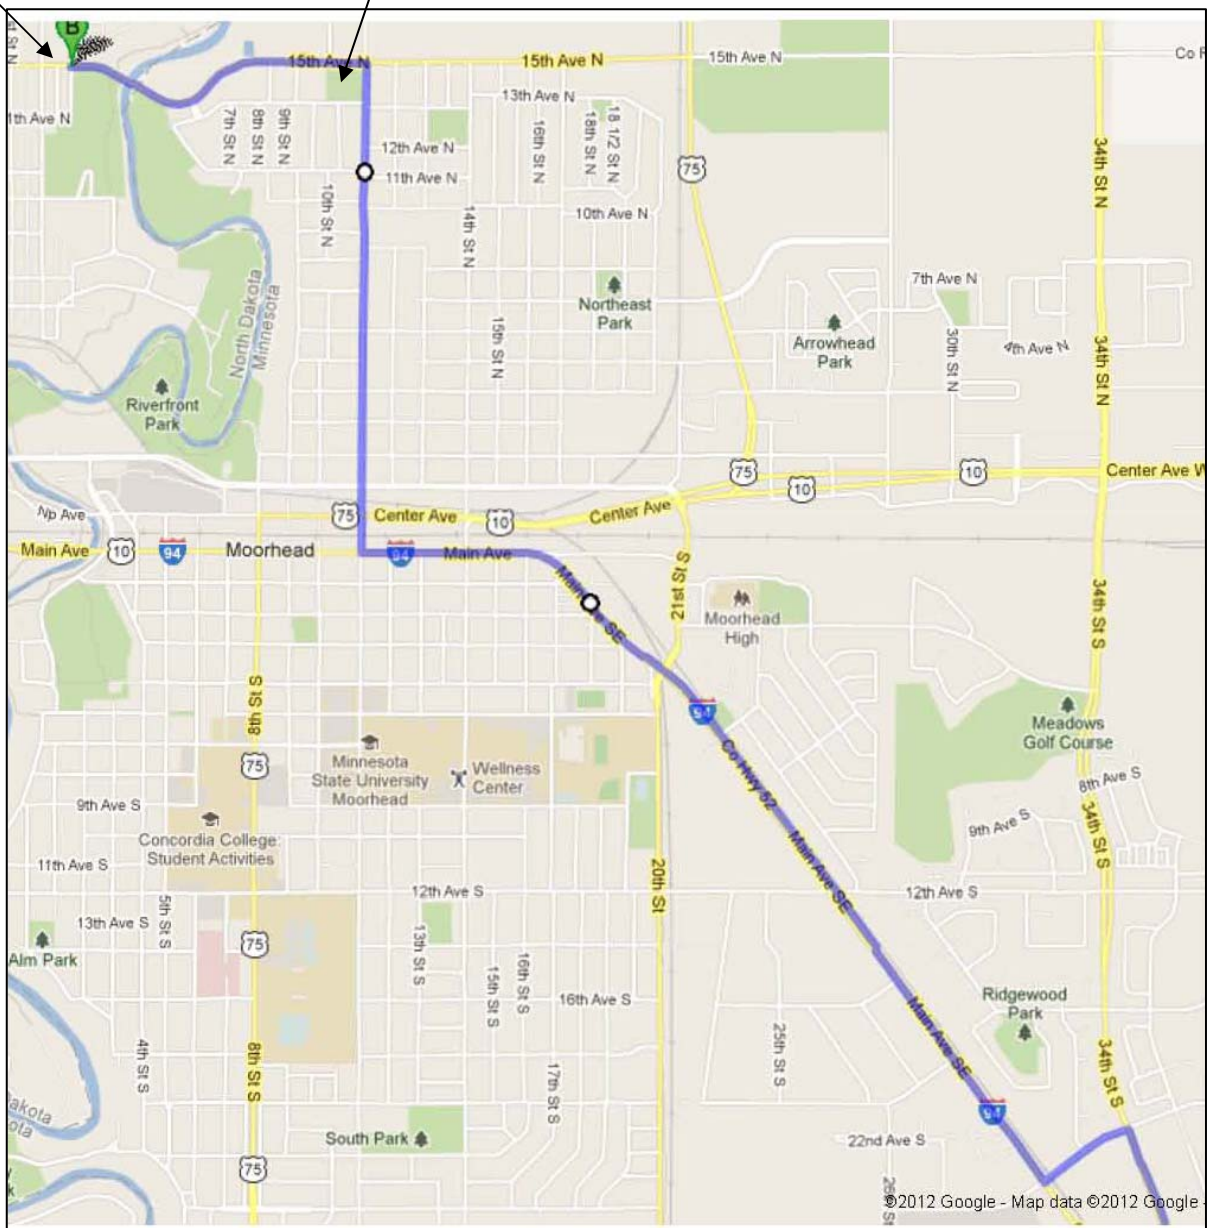 B
st St N
15th Ave N
15th Ave N
15th Ave N
Co
13th Ave N
1th Ave N
7th St N
8th St N
9th St N
16th St N
18th St N
18 1/2 St N
12th Ave N
11th Ave N
75
34th St N
10th St N
14th St N
10th Ave N
North Dakota
Minnesota
7th Ave N
Northeast
Park
Arrowhead
Park
15th St N
30th St N
4th Ave N
34th St N
Riverfront
Park
75
10
10
Center Ave W
Np Ave
75
Center Ave
10
Center Ave
Main Ave
10
94
Moorhead
94
Main Ave
Main Ave SE
21st St S
Moorhead
High
34th St S
8th St S
94
Meadows
Golf Course
Minnesota
State University
Moorhead
Wellness
Center
75
Co Hwy 52
8th Ave S
9th Ave S
9th Ave S
34th St S
Concordia College:
Student Activities
Main Ave SE
11th Ave S
20th St
12th Ave S
12th Ave S
13th Ave S
5th St S
75
13th St S
Alm Park
15th St S
16th St S
16th Ave S
Ridgewood
Park
Main Ave SE
25th St S
4th St S
8th St S
17th St S
34th St S
akota
ota
94
South Park
22nd Ave S
75
k
©2012 Google - Map data ©2012 Google -